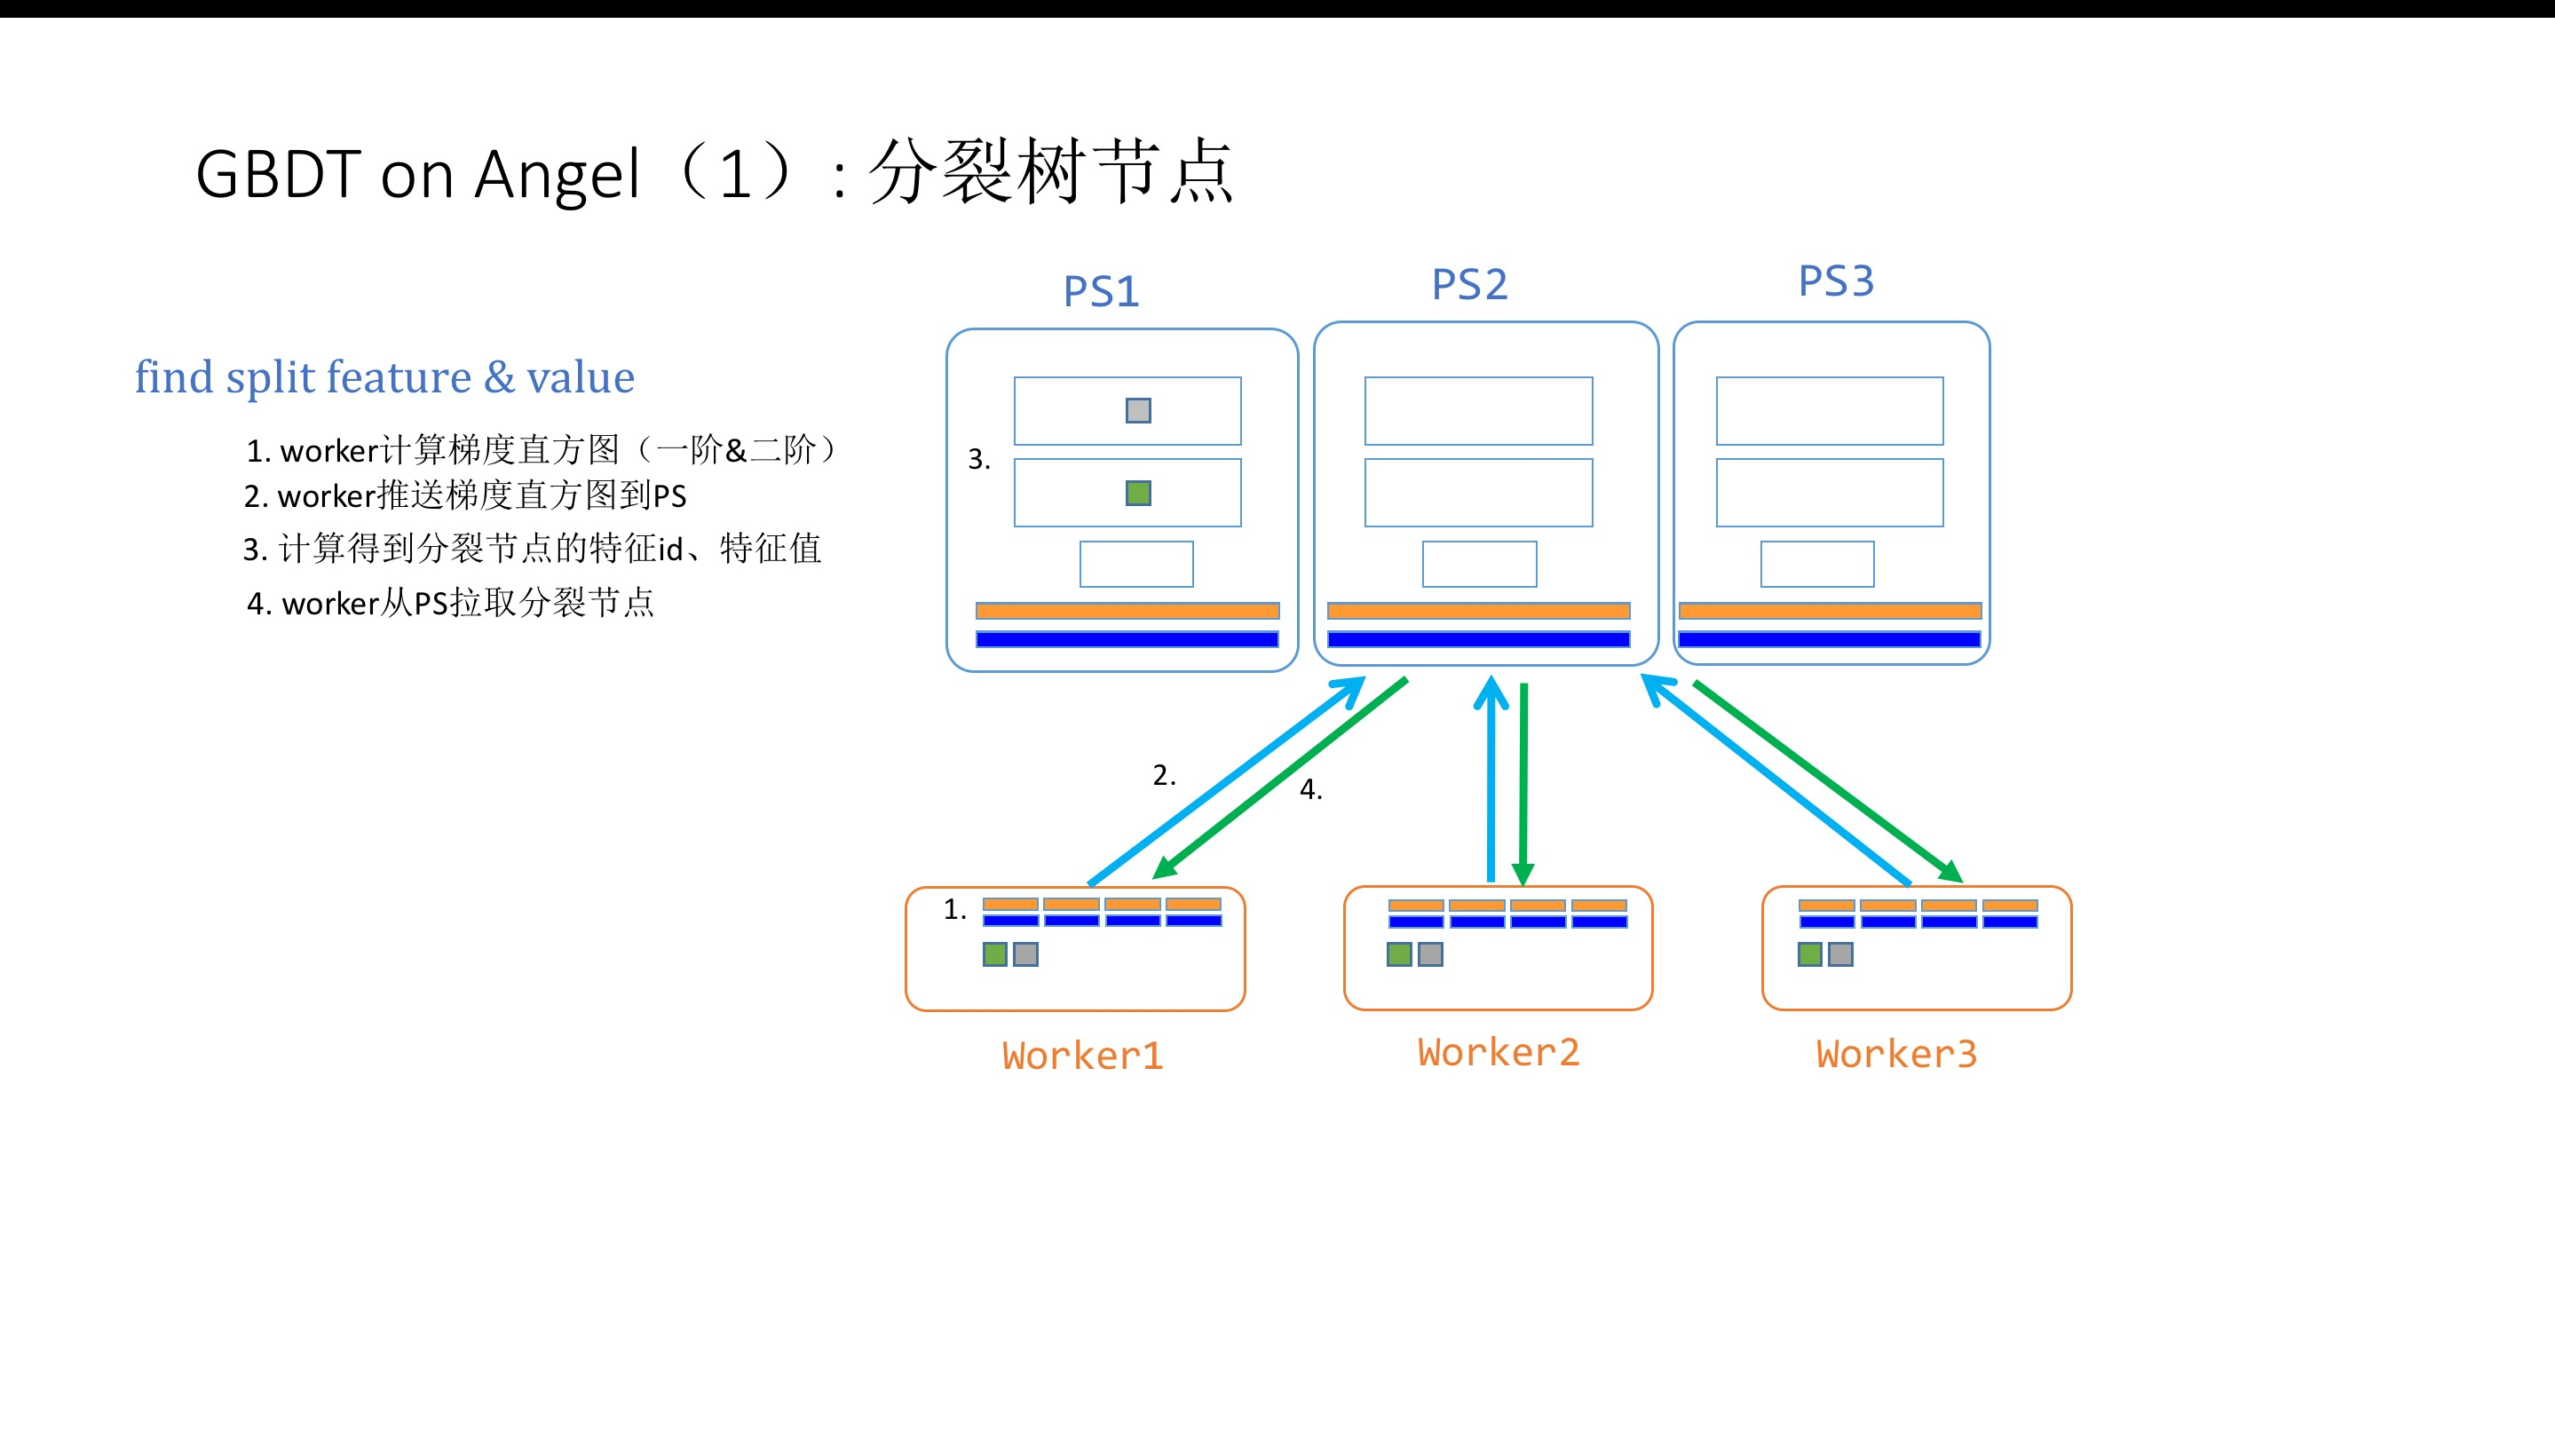 GBDT on Angel（1）: 分裂树节点
find split feature & value
1. worker计算梯度直方图（一阶&二阶）
2. worker推送梯度直方图到PS
3. 计算得到分裂节点的特征id、特征值
4. worker从PS拉取分裂节点
PS1
PS2
PS3
3.
2.
4.
1.
Worker1
Worker2
Worker3